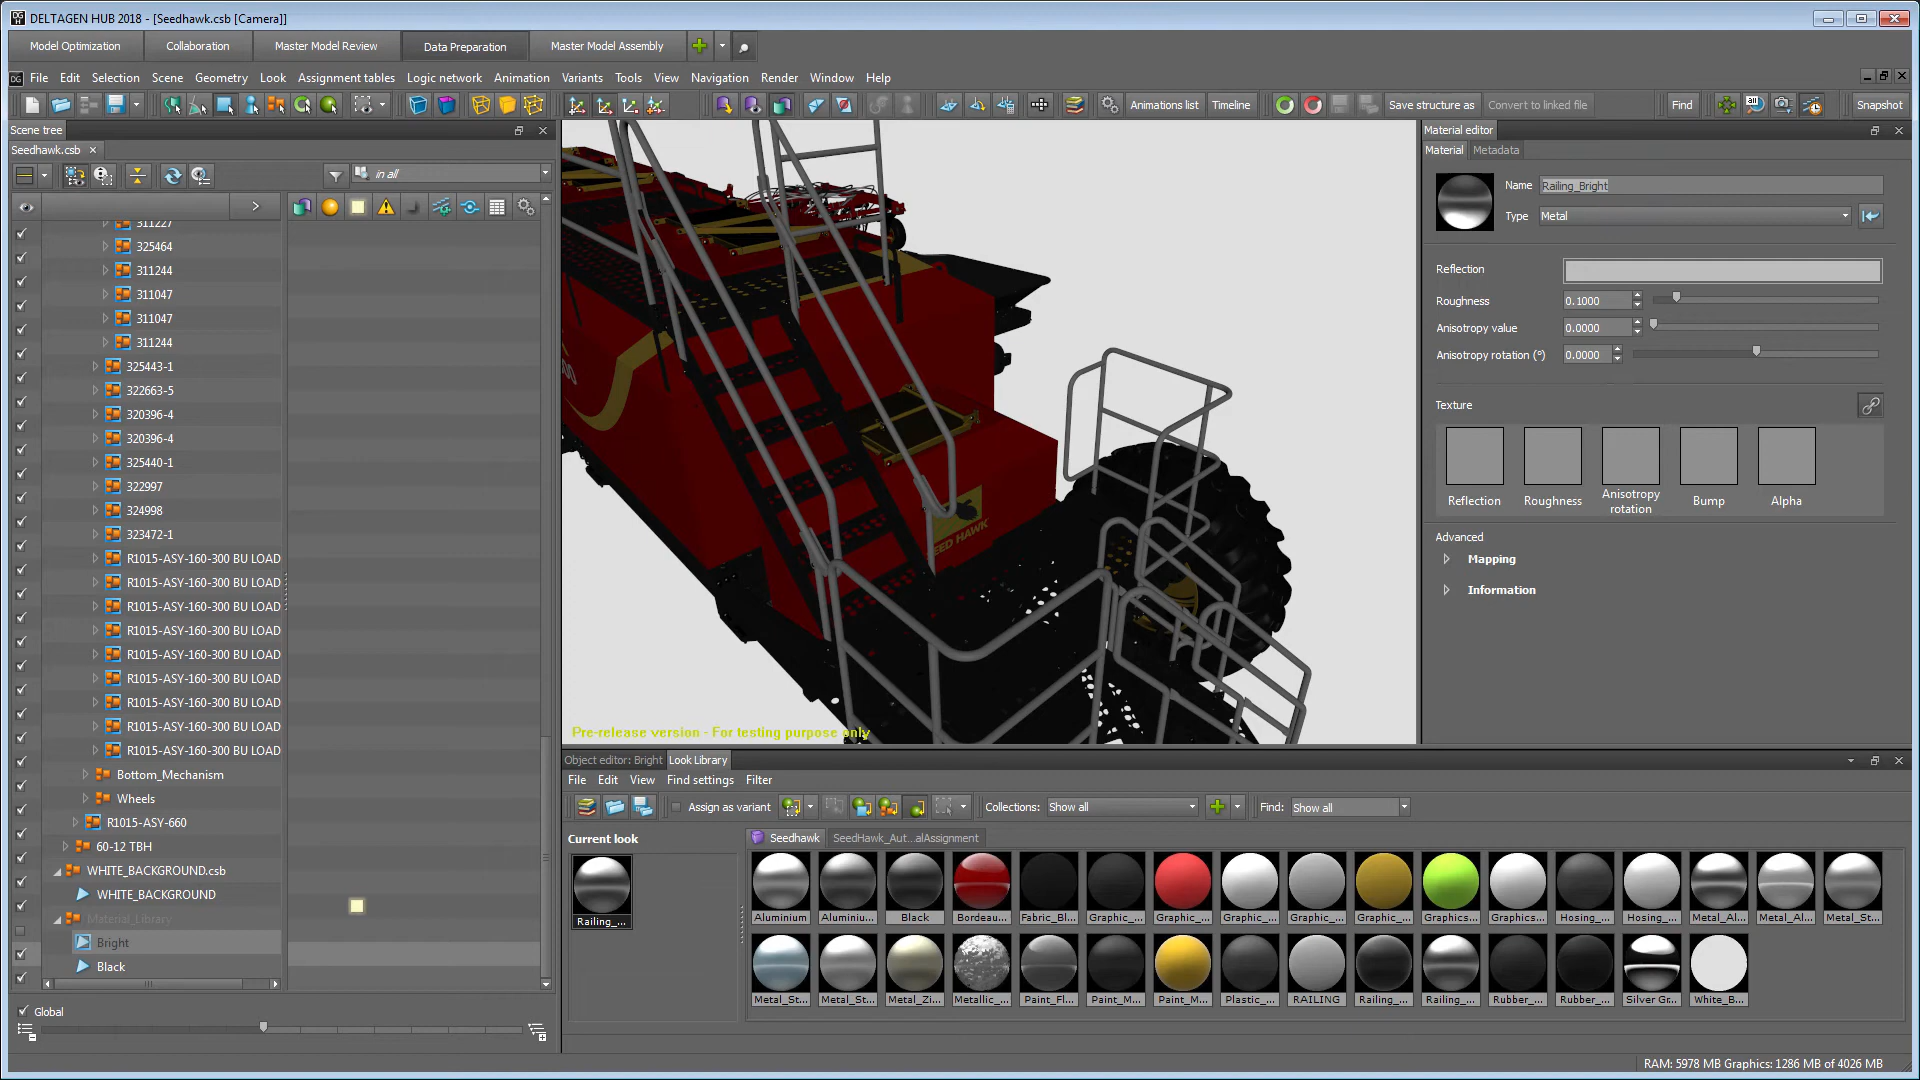 DELTAGEN HUB 2018 - [Seedhawk.csb [Camera]]
Model Optimization
Collaboration
Master Model Review
Data Preparation
Master Model Assembly
File Edit Selection Scene Geometry Look Assignment tables Logic network Animation Variants Tools View Navigation Render Window Help
Animations list
Timeline
Save structure as
Convert to linked file
Find
Snapshot
Scene tree
Seedhawk.csb
in all
311227
325464
311244
311047
311047
311244
325443-1
322663-5
320396-4
320396-4
325440-1
322997
324998
323472-1
R1015-ASY-160-300 BU LOAD
R1015-ASY-160-300 BU LOAD
R1015-ASY-160-300 BU LOAD
R1015-ASY-160-300 BU LOAD
R1015-ASY-160-300 BU LOAD
R1015-ASY-160-300 BU LOAD
R1015-ASY-160-300 BU LOAD
R1015-ASY-160-300 BU LOAD
R1015-ASY-160-300 BU LOAD
Bottom_Mechanism
Wheels
R1015-ASY-660
60-12 TBH
WHITE_BACKGROUND.csb
WHITE_BACKGROUND
Material_Library
Bright
Black
Global
SEED HAWK
Pre-release version - For testing purpose only
Material editor
Material Metadata
Name Railing_Bright
Type Metal
Reflection
Roughness 0.1000
Anisotropy value 0.0000
Anisotropy rotation (°) 0.0000
Texture
Reflection Roughness Anisotropy rotation Bump Alpha
Advanced
Mapping
Information
Object editor: Bright Look Library
File Edit View Find settings Filter
Assign as variant
Collections: Show all
Find: Show all
Current look
Railing_...
Seedhawk SeedHawk_Aut...alAssignment
Aluminium Aluminiu... Black Bordeau... Fabric_Bl... Graphic_... Graphic_... Graphic_... Graphic_... Graphic_... Graphics... Graphics... Hosing_... Hosing_... Metal_Al... Metal_Al... Metal_St...
Metal_St... Metal_St... Metal_Zi... Metallic_... Paint_Fl... Paint_M... Paint_M... Plastic_... RAILING Railing_... Railing_... Rubber_... Rubber_... Silver Gr... White_B...
RAM: 5978 MB Graphics: 1286 MB of 4026 MB